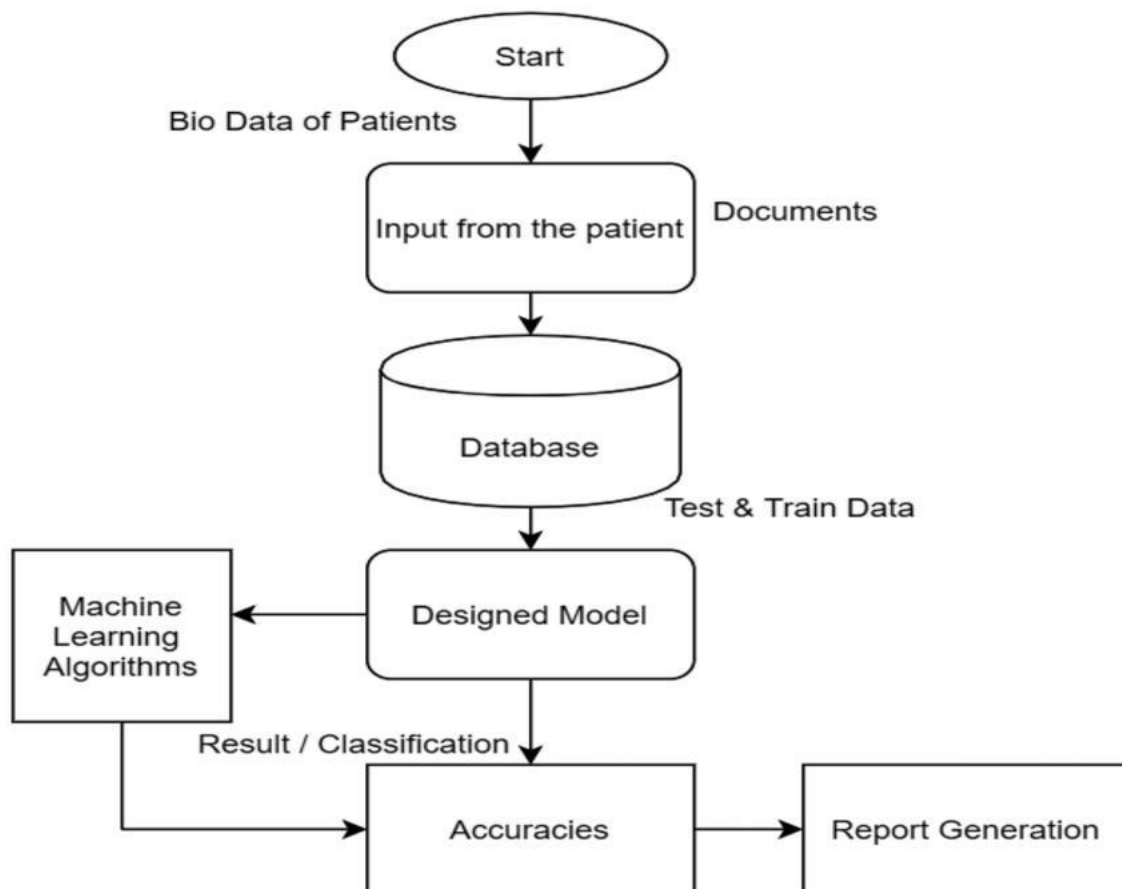 Start
Bio Data of Patients
Input from the patient
Documents
Database
Test & Train Data
Machine
Learning
Algorithms
Designed Model
Result / Classification
Accuracies
Report Generation